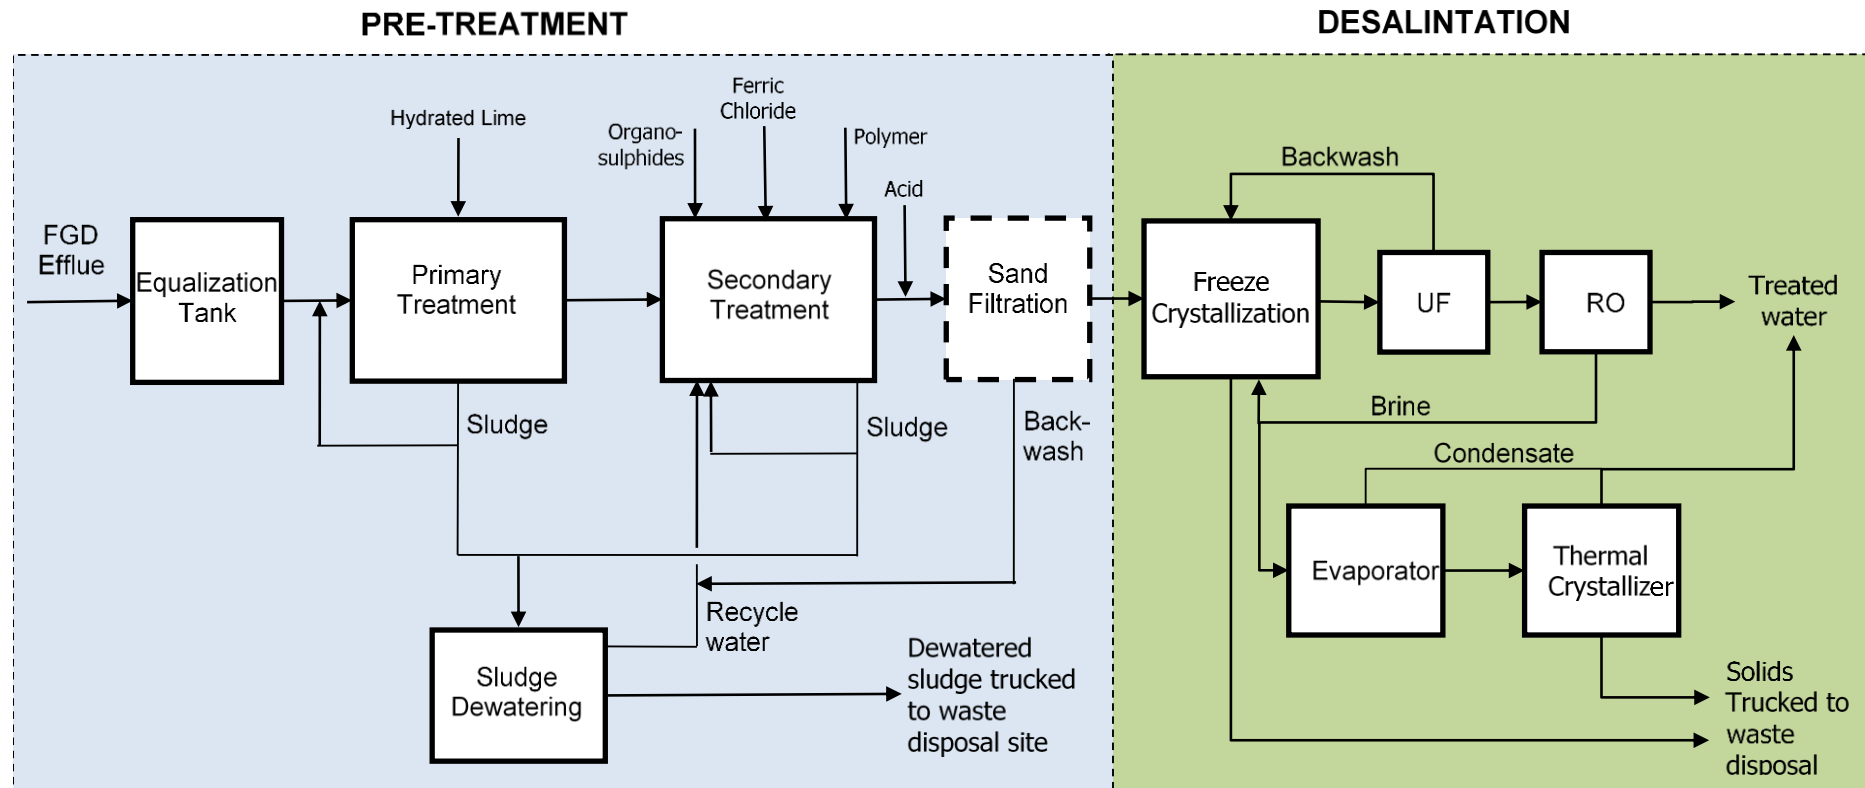 PRE-TREATMENT
DESALINTATION
Hydrated Lime
Organo-
sulphides
Ferric
Chloride
Polymer
Acid
Backwash
FGD
Efflue
Equalization
Tank
Primary
Treatment
Secondary
Treatment
Sand
Filtration
Freeze
Crystallization
UF
RO
Treated
water
Sludge
Sludge
Back-
wash
Brine
Condensate
Evaporator
Thermal
Crystallizer
Recycle
water
Sludge
Dewatering
Dewatered
sludge trucked
to waste
disposal site
Solids
Trucked to
waste
disposal